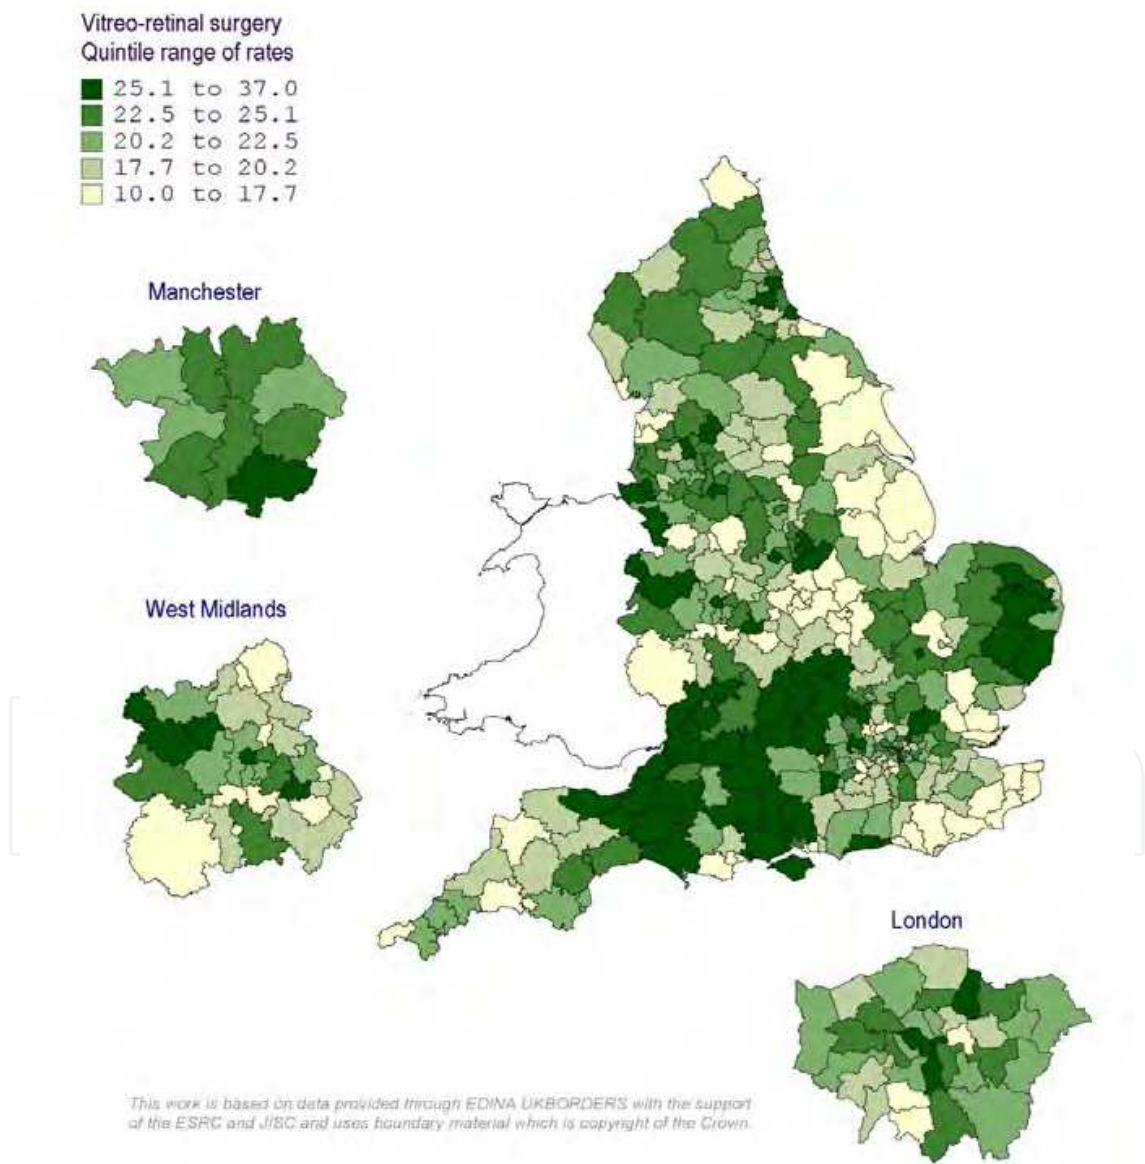 Vitreo-retinal surgery
Quintile range of rates
25.1 to 37.0
22.5 to 25.1
20.2 to 22.5
17.7 to 20.2
10.0 to 17.7
Manchester
West Midlands
London
This work is based on data provided through EDINA UKBORDERS with the support
of the ESRC and JISC and uses boundary material which is copyright of the Crown.